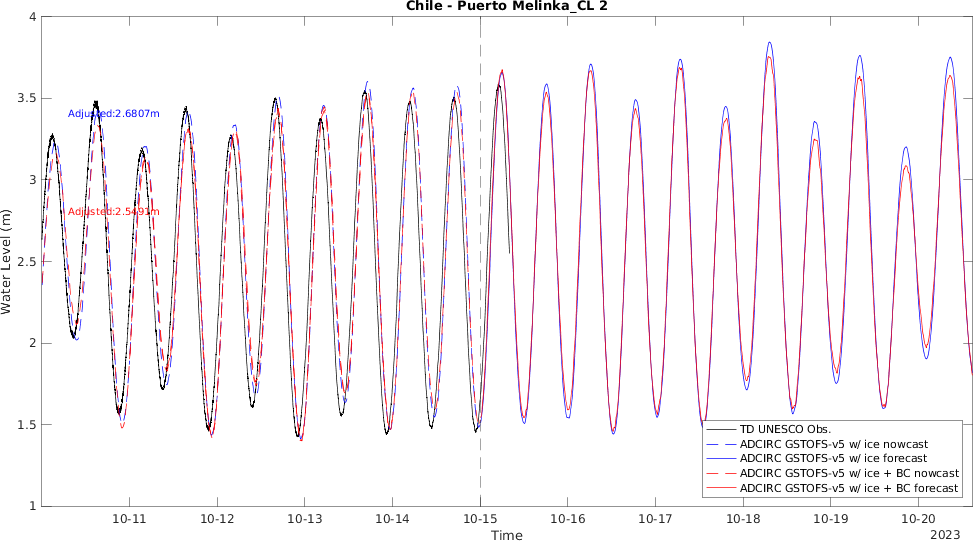 Chile - Puerto Melinka_CL 2
4
3.5
3
2.5
2
1.5
1
Water Level (m)
Adjusted:2.6807m
Adjusted:2.5491m
TD UNESCO Obs.
ADCIRC GSTOFS-v5 w/ ice nowcast
ADCIRC GSTOFS-v5 w/ ice forecast
ADCIRC GSTOFS-v5 w/ ice + BC nowcast
ADCIRC GSTOFS-v5 w/ ice + BC forecast
10-11 10-12 10-13 10-14 10-15 10-16 10-17 10-18 10-19 10-20
2023
Time